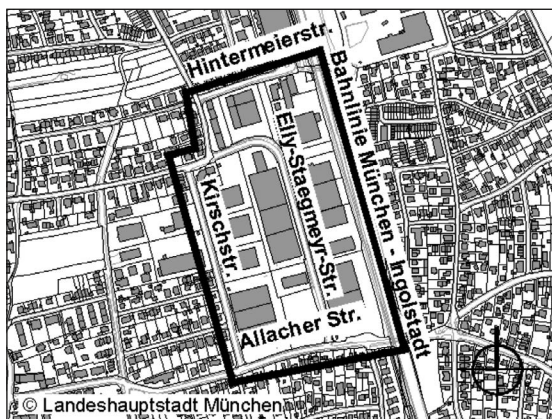 Hintermeierstr.
Bahnlinie München - Ingolstadt
Elly-Staegmeyr-Str.
Kirschstr.
Allacher Str.
© Landeshauptstadt München